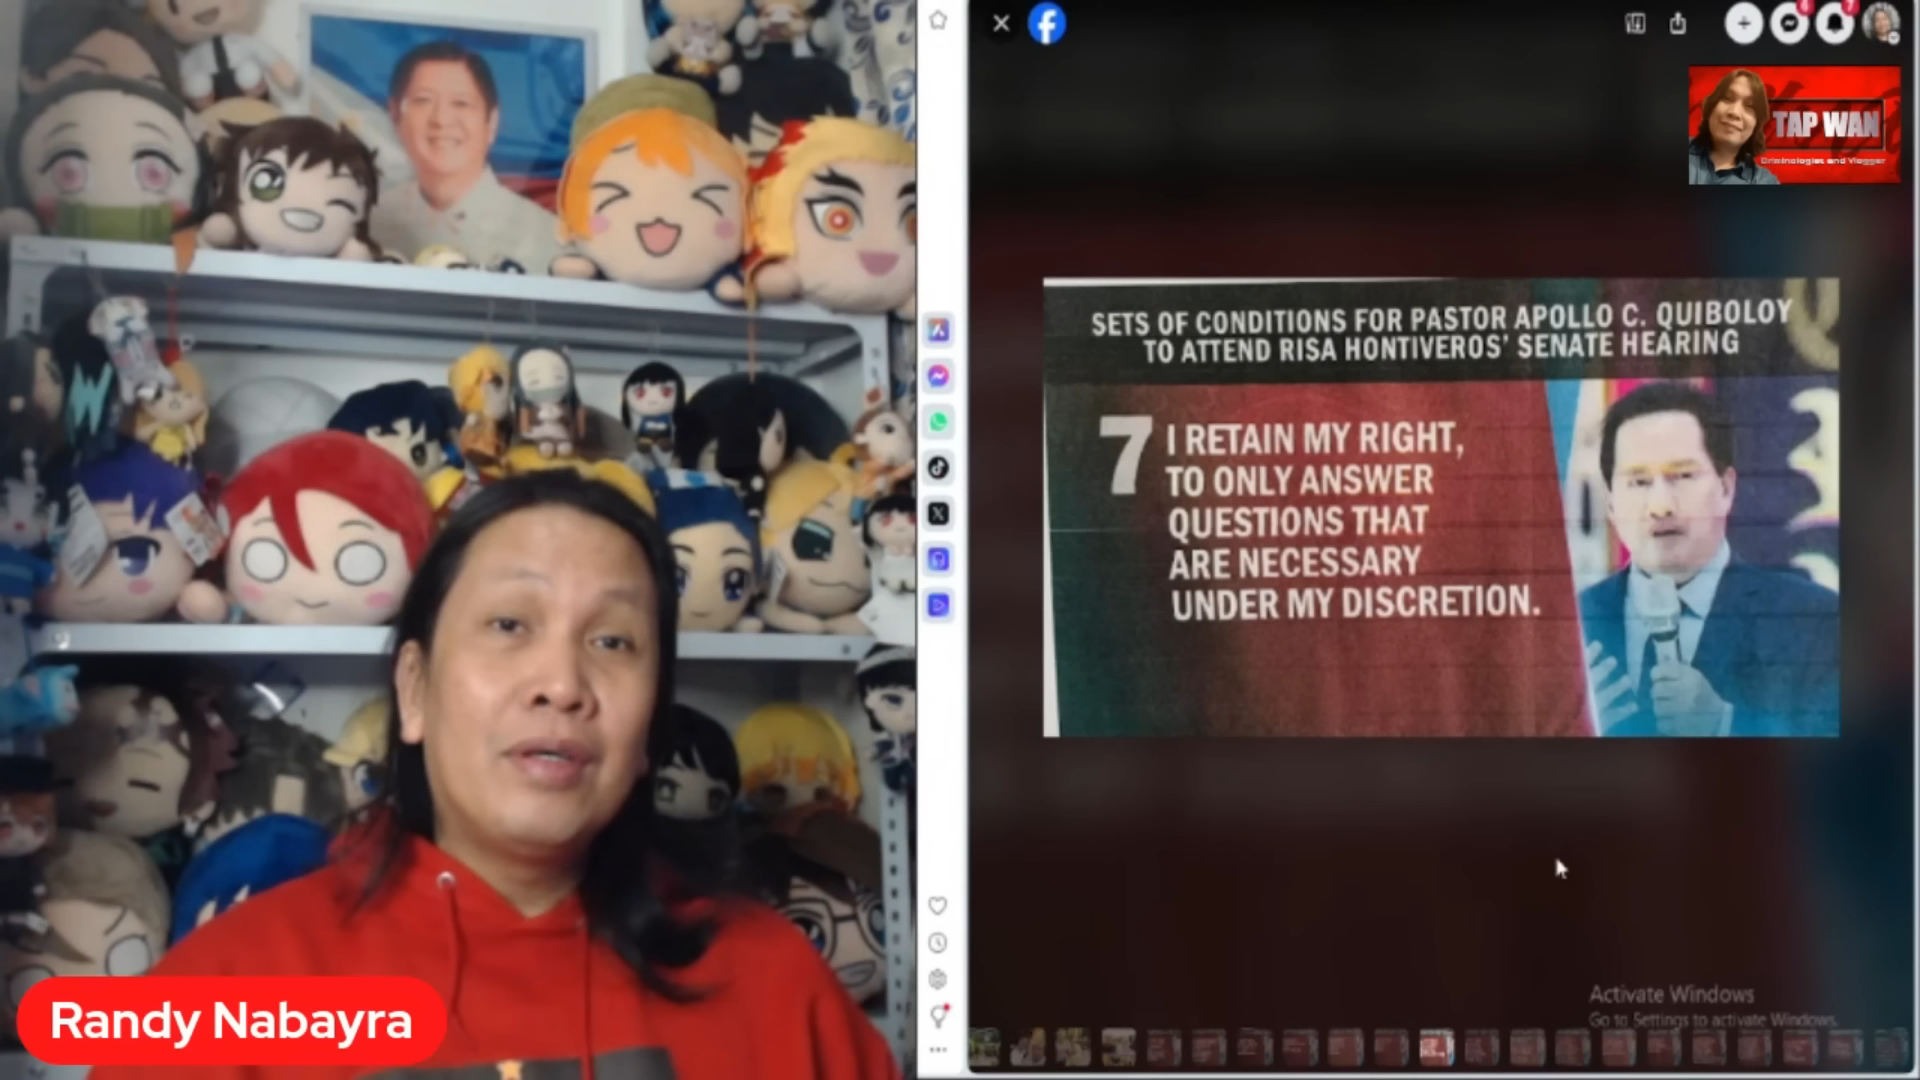 4
7
TAP WAN
Criminologist and Vlogger
SETS OF CONDITIONS FOR PASTOR APOLLO C. QUIBOLOY
TO ATTEND RISA HONTIVEROS' SENATE HEARING
7
I RETAIN MY RIGHT,
TO ONLY ANSWER
QUESTIONS THAT
ARE NECESSARY
UNDER MY DISCRETION.
Randy Nabayra
Activate Windows
Go to Settings to activate Windows.